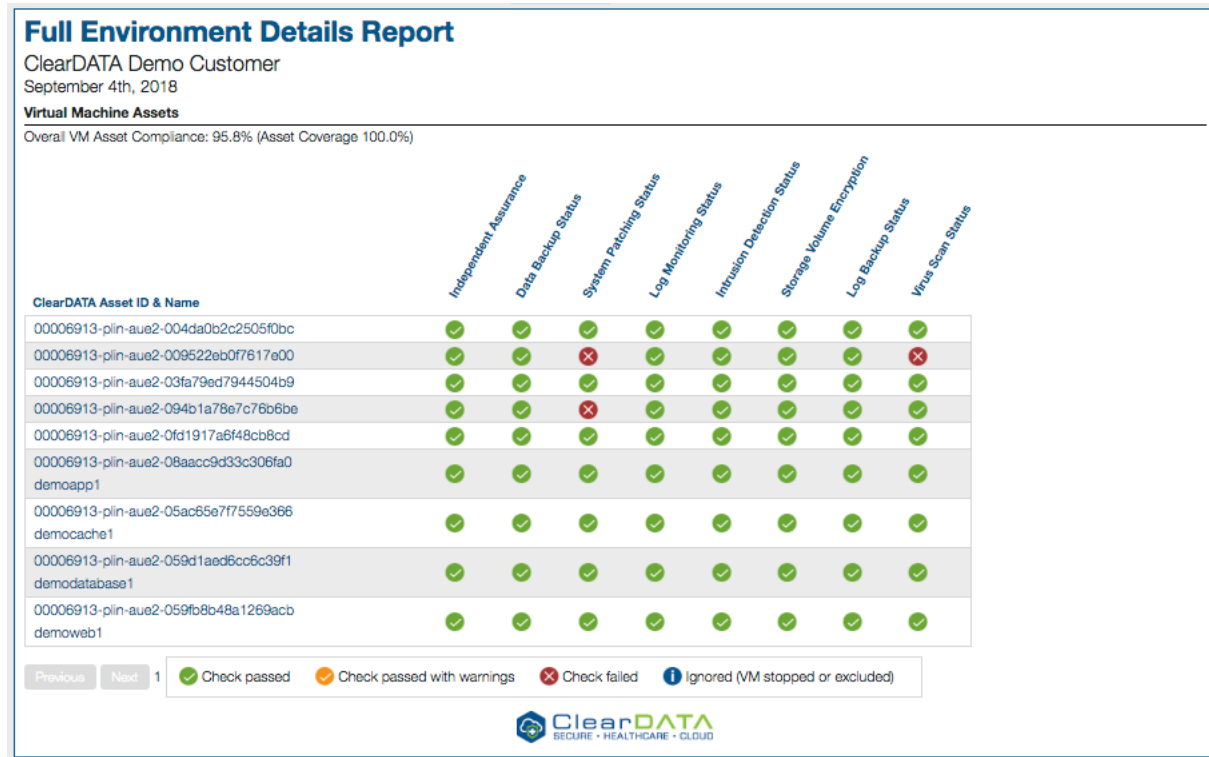 Full Environment Details Report
ClearDATA Demo Customer
September 4th, 2018
Virtual Machine Assets
Overall VM Asset Compliance: 95.8% (Asset Coverage 100.0%)
Independent Assurance
Data Backup Status
System Patching Status
Log Monitoring Status
Intrusion Detection Status
Storage Volume Encryption
Log Backup Status
Virus Scan Status
ClearDATA Asset ID & Name
00006913-plin-aue2-004da0b2c2505f0bc
00006913-plin-aue2-009522eb0f7617e00
00006913-plin-aue2-03fa79ed7944504b9
00006913-plin-aue2-094b1a78e7c76b6be
00006913-plin-aue2-0fd1917a6f48cb8cd
00006913-plin-aue2-08aacc9d33c306fa0
demoapp1
00006913-plin-aue2-05ac65e7f7559e366
democache1
00006913-plin-aue2-059d1aed6cc6c39f1
demodatabase1
00006913-plin-aue2-059fb8b48a1269acb
demoweb1
Previous Next 1 Check passed Check passed with warnings Check failed Ignored (VM stopped or excluded)
ClearDATA
SECURE • HEALTHCARE • CLOUD